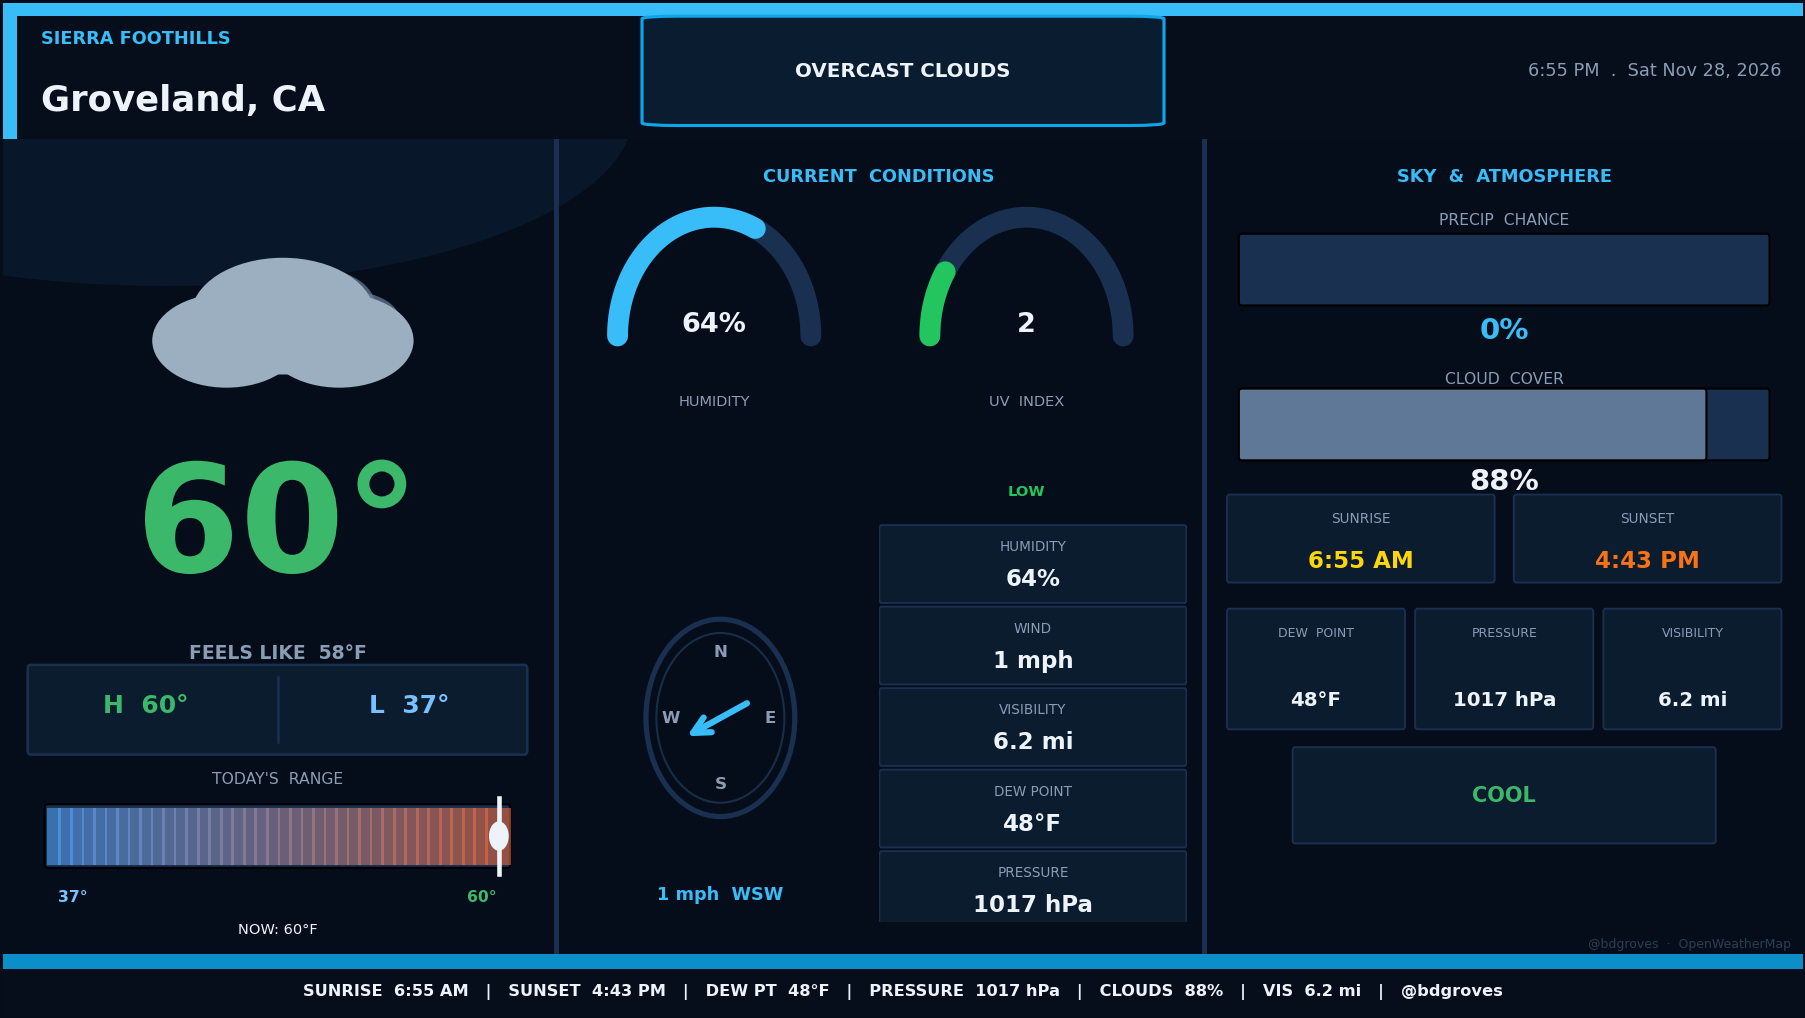 SIERRA FOOTHILLS
Groveland, CA
OVERCAST CLOUDS
6:55 PM . Sat Nov 28, 2026
60°
FEELS LIKE 58°F
H 60°
L 37°
TODAY'S RANGE
37°
60°
NOW: 60°F
CURRENT CONDITIONS
64%
HUMIDITY
2
UV INDEX
LOW
N
W
E
S
1 mph WSW
HUMIDITY
64%
WIND
1 mph
VISIBILITY
6.2 mi
DEW POINT
48°F
PRESSURE
1017 hPa
SKY & ATMOSPHERE
PRECIP CHANCE
0%
CLOUD COVER
88%
SUNRISE
6:55 AM
SUNSET
4:43 PM
DEW POINT
48°F
PRESSURE
1017 hPa
VISIBILITY
6.2 mi
COOL
@bdgroves · OpenWeatherMap
SUNRISE 6:55 AM | SUNSET 4:43 PM | DEW PT 48°F | PRESSURE 1017 hPa | CLOUDS 88% | VIS 6.2 mi | @bdgroves